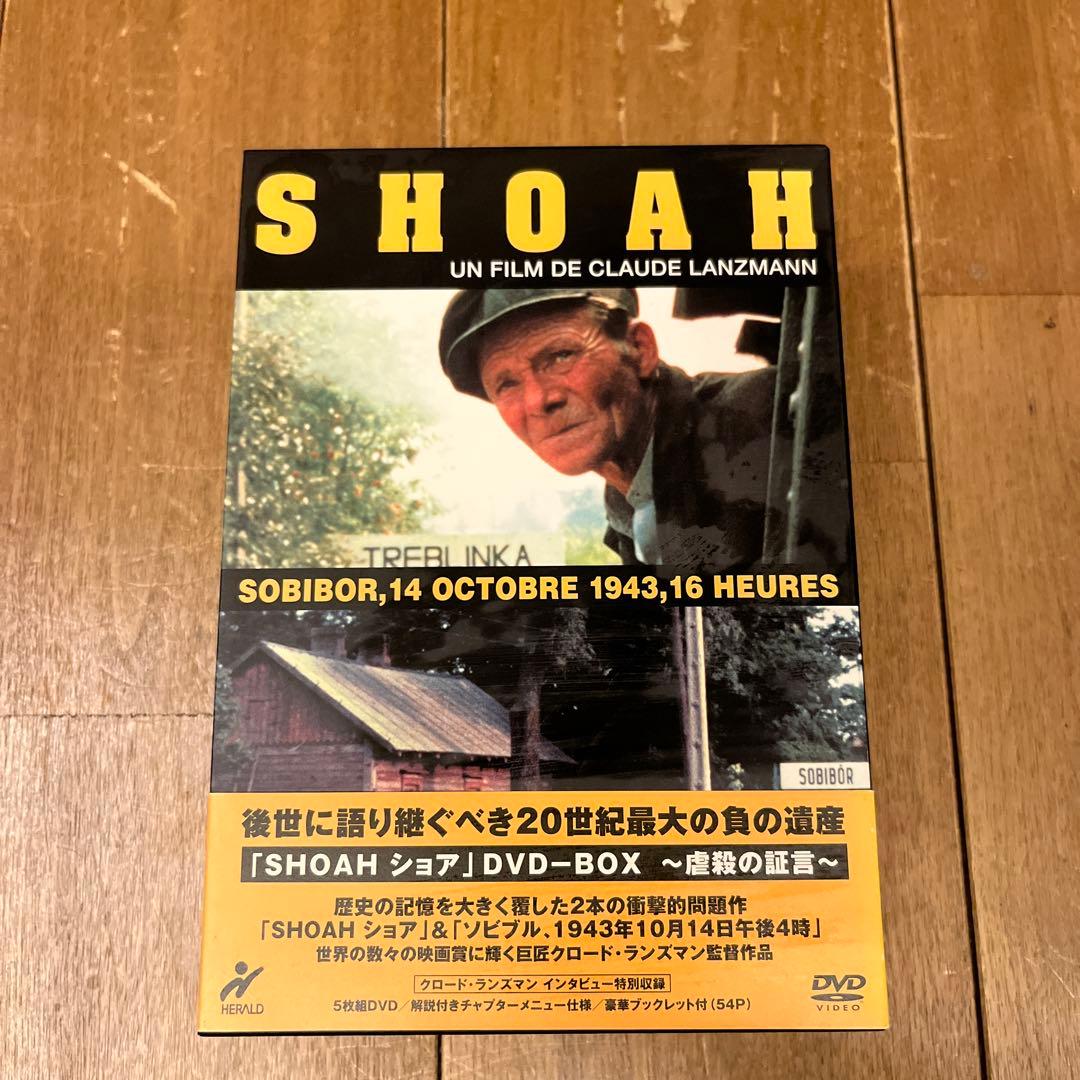 SHOAH
UN FILM DE CLAUDE LANZMANN
TREBLINKA
SOBIBOR,14 OCTOBRE 1943,16 HEURES
SOBIBÓR
後世に語り継ぐべき20世紀最大の負の遺産
「SHOAH ショア」DVD-BOX ～虐殺の証言～
歴史の記憶を大きく覆した2本の衝撃的問題作
「SHOAH ショア」&「ソビブル、1943年10月14日午後4時」
世界の数々の映画賞に輝く巨匠クロード・ランズマン監督作品
クロード・ランズマン インタビュー特別収録
5枚組DVD/解説付きチャプターメニュー仕様/豪華ブックレット付(54P)
HERALD
DVD
VIDEO